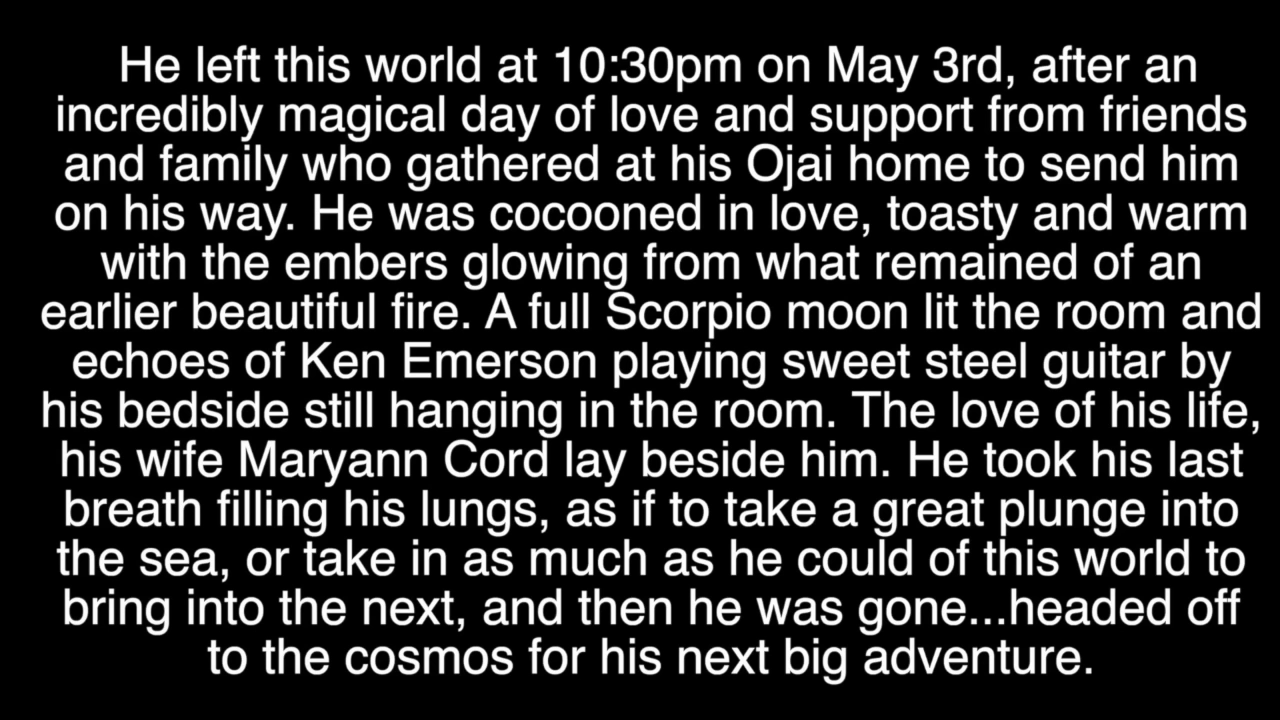 He left this world at 10:30pm on May 3rd, after an
incredibly magical day of love and support from friends
and family who gathered at his Ojai home to send him
on his way. He was cocooned in love, toasty and warm
with the embers glowing from what remained of an
earlier beautiful fire. A full Scorpio moon lit the room and
echoes of Ken Emerson playing sweet steel guitar by
his bedside still hanging in the room. The love of his life,
his wife Maryann Cord lay beside him. He took his last
breath filling his lungs, as if to take a great plunge into
the sea, or take in as much as he could of this world to
bring into the next, and then he was gone...headed off
to the cosmos for his next big adventure.